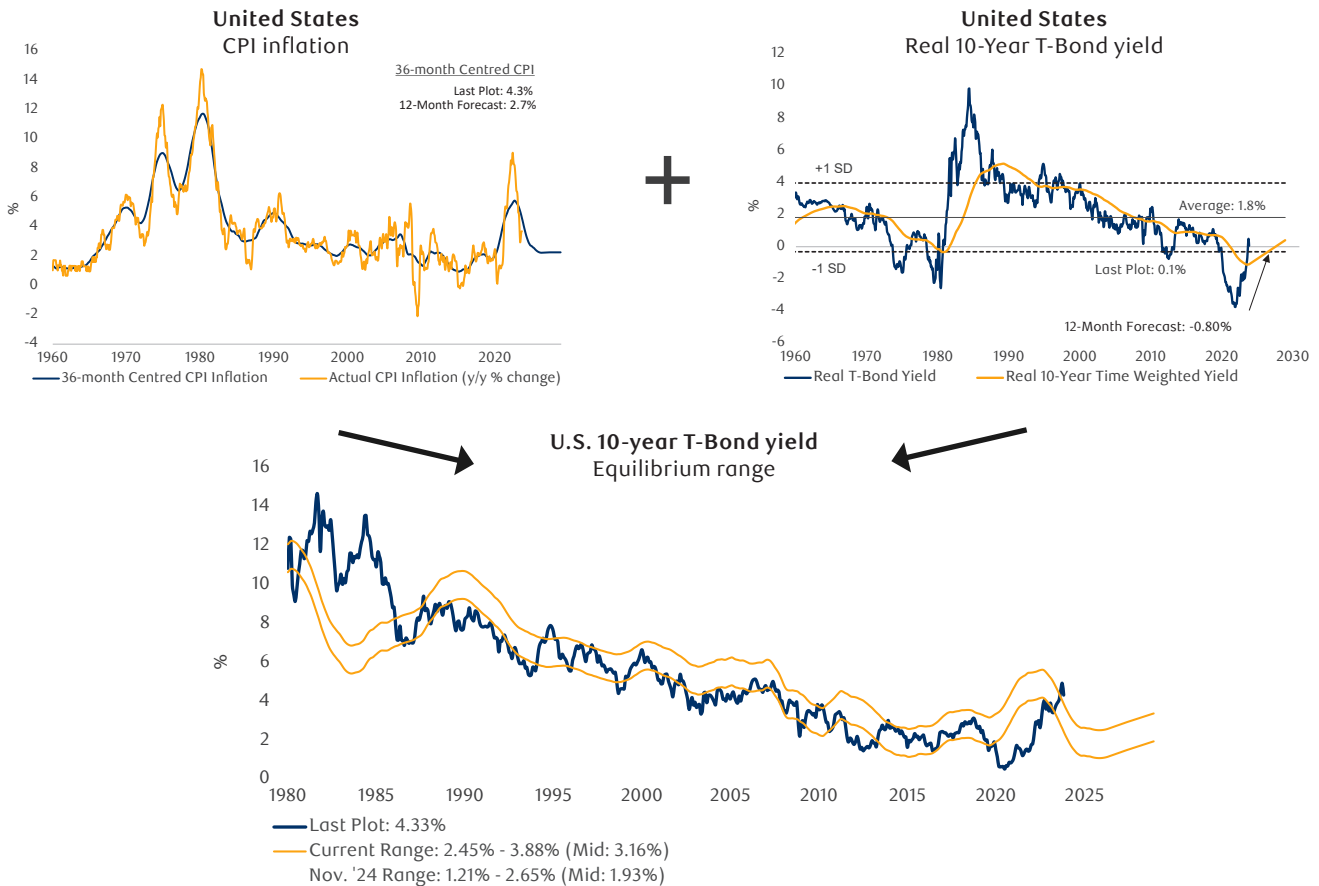 United States
CPI inflation
16
14
12
10
8
6
4
2
0
-2
-4
%
36-month Centred CPI
Last Plot: 4.3%
12-Month Forecast: 2.7%
1960 1970 1980 1990 2000 2010 2020
36-month Centred CPI Inflation Actual CPI Inflation (y/y % change)
+
United States
Real 10-Year T-Bond yield
12
10
8
6
4
2
0
-2
-4
-6
%
+1 SD
Average: 1.8%
-1 SD
Last Plot: 0.1%
12-Month Forecast: -0.80%
1960 1970 1980 1990 2000 2010 2020 2030
Real T-Bond Yield Real 10-Year Time Weighted Yield
U.S. 10-year T-Bond yield
Equilibrium range
16
14
12
10
8
6
4
2
0
%
1980 1985 1990 1995 2000 2005 2010 2015 2020 2025
Last Plot: 4.33%
Current Range: 2.45% - 3.88% (Mid: 3.16%)
Nov. '24 Range: 1.21% - 2.65% (Mid: 1.93%)